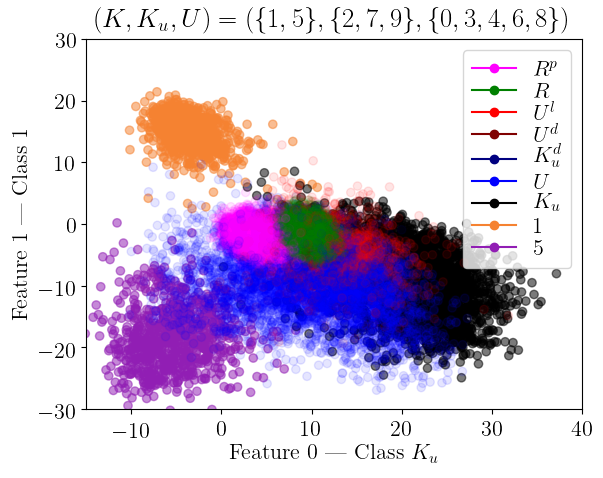 (K, K_u, U) = ({1, 5}, {2, 7, 9}, {0, 3, 4, 6, 8})
30
20
10
0
−10
−20
−30
−10
0
10
20
30
40
Feature 1 — Class 1
Feature 0 — Class K_u
R^p
R
U^l
U^d
K_u^d
U
K_u
1
5